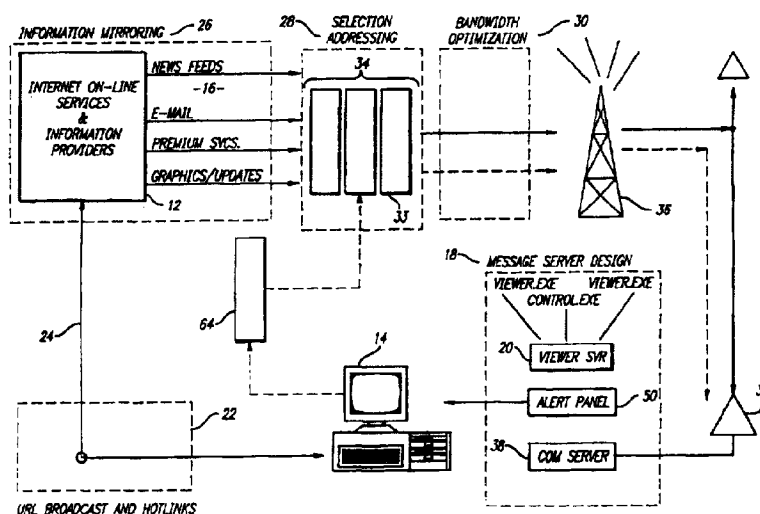 INFORMATION MIRRORING
26
28
SELECTION
ADDRESSING
BANDWIDTH
OPTIMIZATION
30
INTERNET ON-LINE
SERVICES
&
INFORMATION
PROVIDERS
NEWS FEEDS
-16-
E-MAIL
PREMIUM SVCS.
GRAPHICS/UPDATES
12
34
33
36
24
64
14
18
MESSAGE SERVER DESIGN
VIEWER.EXE
VIEWER.EXE
CONTROL.EXE
20
VIEWER SVR
ALERT PANEL
50
38
COM SERVER
22
URL BROADCAST AND HOTLINKS